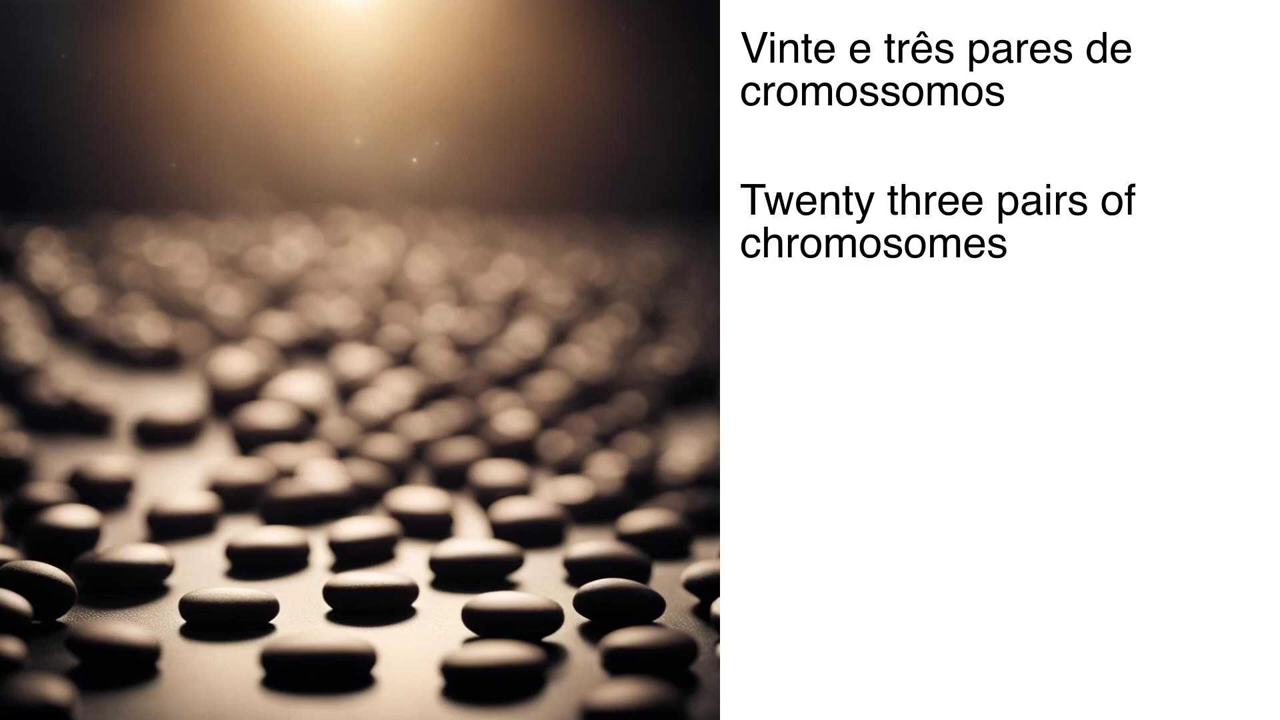 Vinte e três pares de
cromossomos
Twenty three pairs of
chromosomes